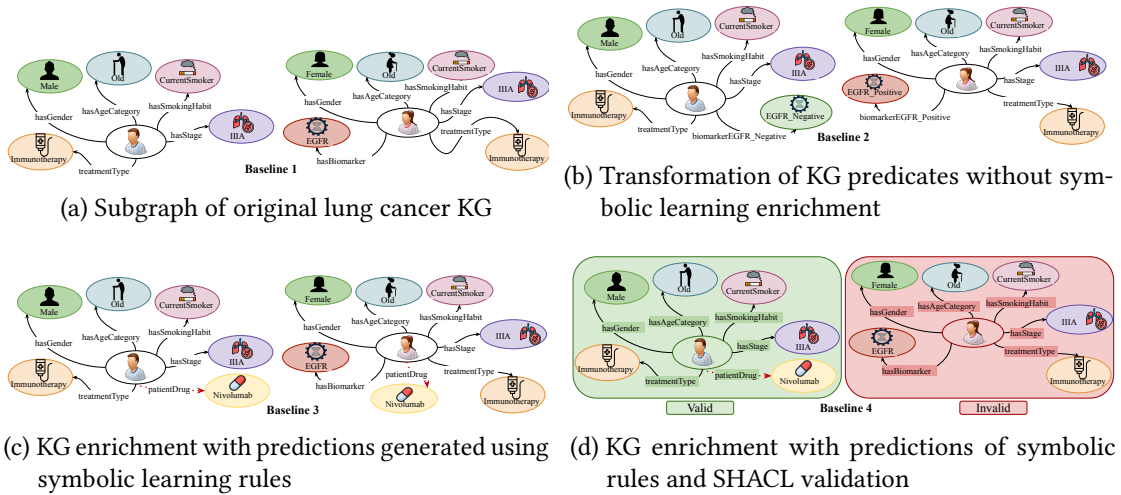 Male
Old
CurrentSmoker
hasGender
hasAgeCategory
hasSmokingHabit
hasStage
IIIA
Immunotherapy
treatmentType
Female
Old
CurrentSmoker
hasGender
hasAgeCategory
hasSmokingHabit
hasStage
IIIA
treatmentType
EGFR
hasBiomarker
Immunotherapy
Baseline 1
(a) Subgraph of original lung cancer KG
Male
Old
CurrentSmoker
hasGender
hasAgeCategory
hasSmokingHabit
hasStage
IIIA
Immunotherapy
treatmentType
EGFR_Negative
biomarkerEGFR_Negative
Female
Old
CurrentSmoker
hasGender
hasAgeCategory
hasSmokingHabit
hasStage
IIIA
EGFR_Positive
biomarkerEGFR_Positive
treatmentType
Immunotherapy
Baseline 2
(b) Transformation of KG predicates without sym-
bolic learning enrichment
Male
Old
CurrentSmoker
hasGender
hasAgeCategory
hasSmokingHabit
hasStage
IIIA
Immunotherapy
treatmentType
patientDrug
Nivolumab
Female
Old
CurrentSmoker
hasGender
hasAgeCategory
hasSmokingHabit
hasStage
IIIA
EGFR
hasBiomarker
patientDrug
Nivolumab
treatmentType
Immunotherapy
Baseline 3
(c) KG enrichment with predictions generated using
symbolic learning rules
Male
Old
CurrentSmoker
hasGender
hasAgeCategory
hasSmokingHabit
hasStage
IIIA
Immunotherapy
treatmentType
patientDrug
Nivolumab
Valid
Female
Old
CurrentSmoker
hasGender
hasAgeCategory
hasSmokingHabit
hasStage
IIIA
EGFR
hasBiomarker
treatmentType
Immunotherapy
Invalid
Baseline 4
(d) KG enrichment with predictions of symbolic
rules and SHACL validation